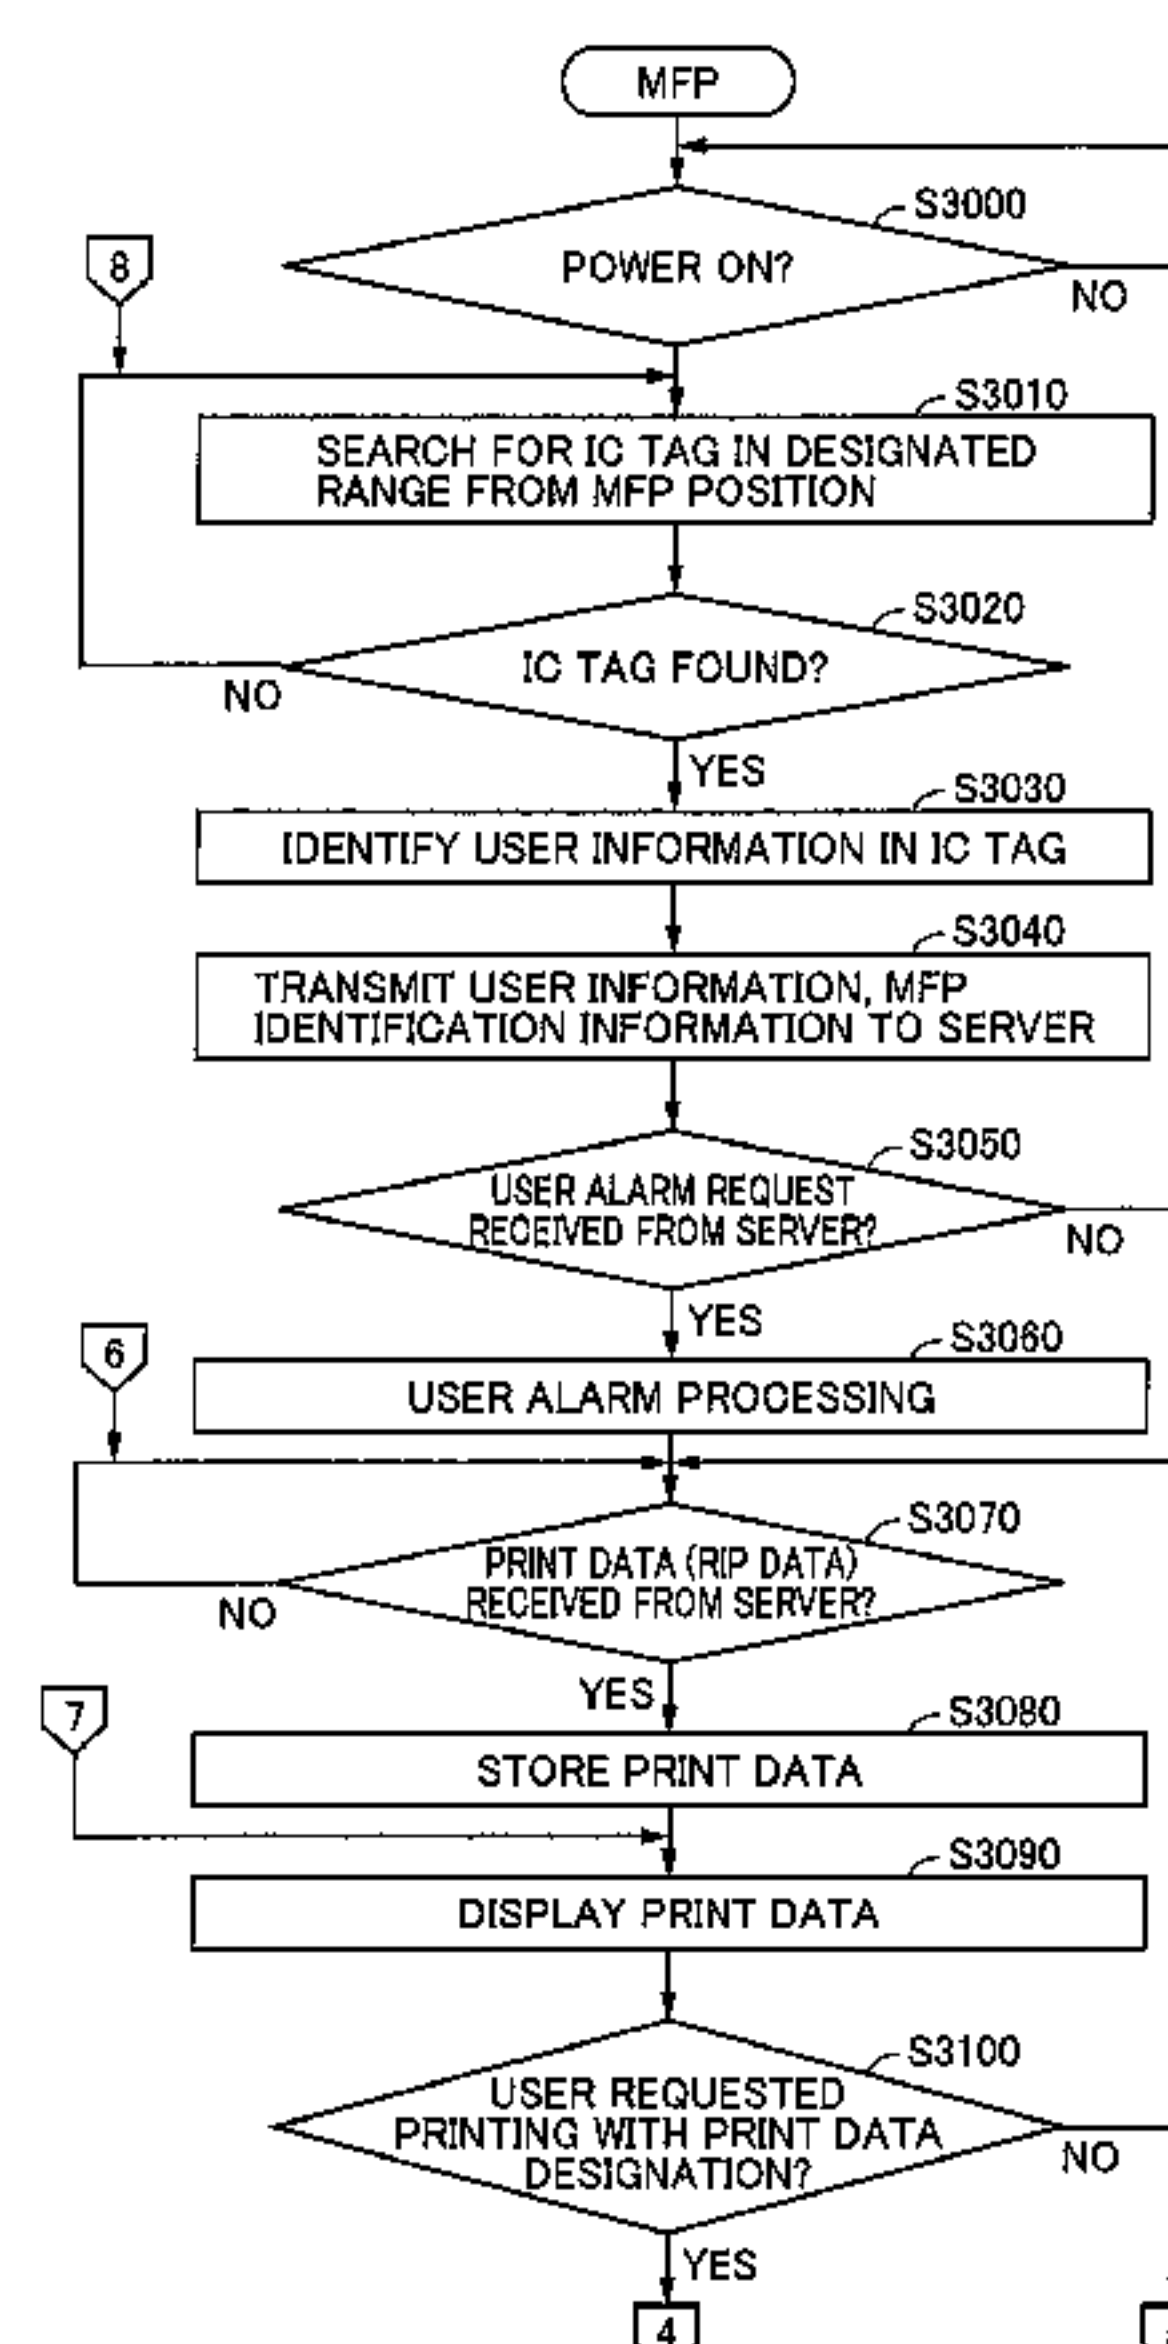 MFP
S3000
8
POWER ON?
NO
S3010
SEARCH FOR IC TAG IN DESIGNATED
RANGE FROM MFP POSITION
S3020
IC TAG FOUND?
NO
YES
S3030
IDENTIFY USER INFORMATION IN IC TAG
S3040
TRANSMIT USER INFORMATION, MFP
IDENTIFICATION INFORMATION TO SERVER
S3050
USER ALARM REQUEST
RECEIVED FROM SERVER?
NO
YES
S3060
6
USER ALARM PROCESSING
S3070
PRINT DATA (RIP DATA)
RECEIVED FROM SERVER?
NO
YES
7
S3080
STORE PRINT DATA
S3090
DISPLAY PRINT DATA
S3100
USER REQUESTED
PRINTING WITH PRINT DATA
DESIGNATION?
NO
YES
4